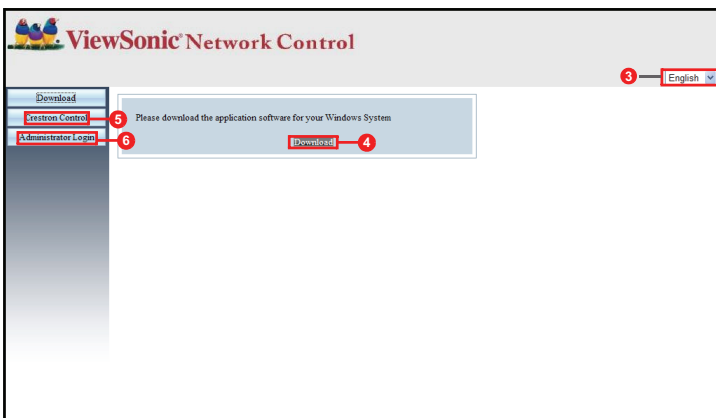 ViewSonic® Network Control
3 English
Download
Crestron Control 5
Administrator Login 6
Please download the application software for your Windows System
Download 4